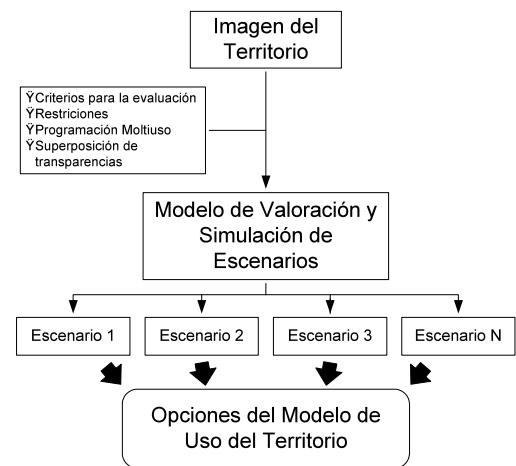 Imagen del
Territorio
ŸCriterios para la evaluación
ŸRestriciones
ŸProgramación Moltiuso
ŸSuperposición de
transparencias
Modelo de Valoración y
Simulación de
Escenarios
Escenario 1
Escenario 2
Escenario 3
Escenario N
Opciones del Modelo de
Uso del Territorio